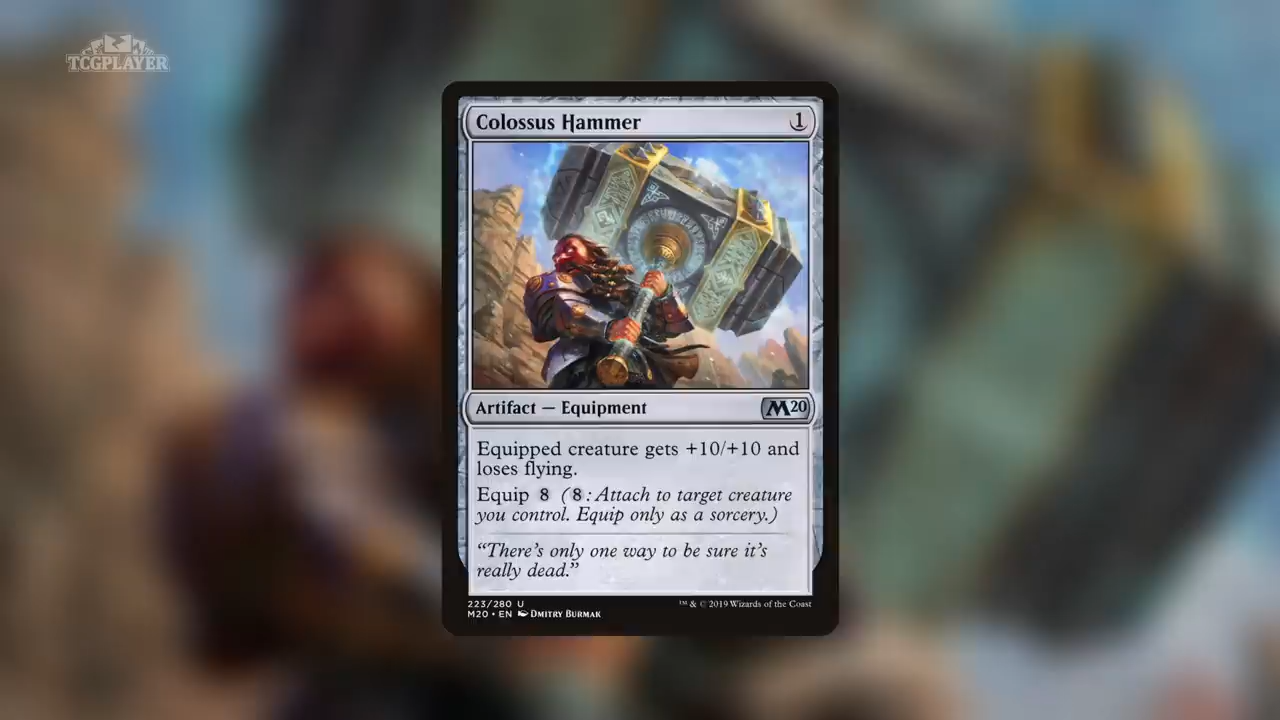 TCGPLAYER
Colossus Hammer 1
Artifact — Equipment M20
Equipped creature gets +10/+10 and
loses flying.
Equip 8 (8: Attach to target creature
you control. Equip only as a sorcery.)
“There’s only one way to be sure it’s
really dead.”
223/280 U ™ & © 2019 Wizards of the Coast
M20 • EN Dmitry Burmak